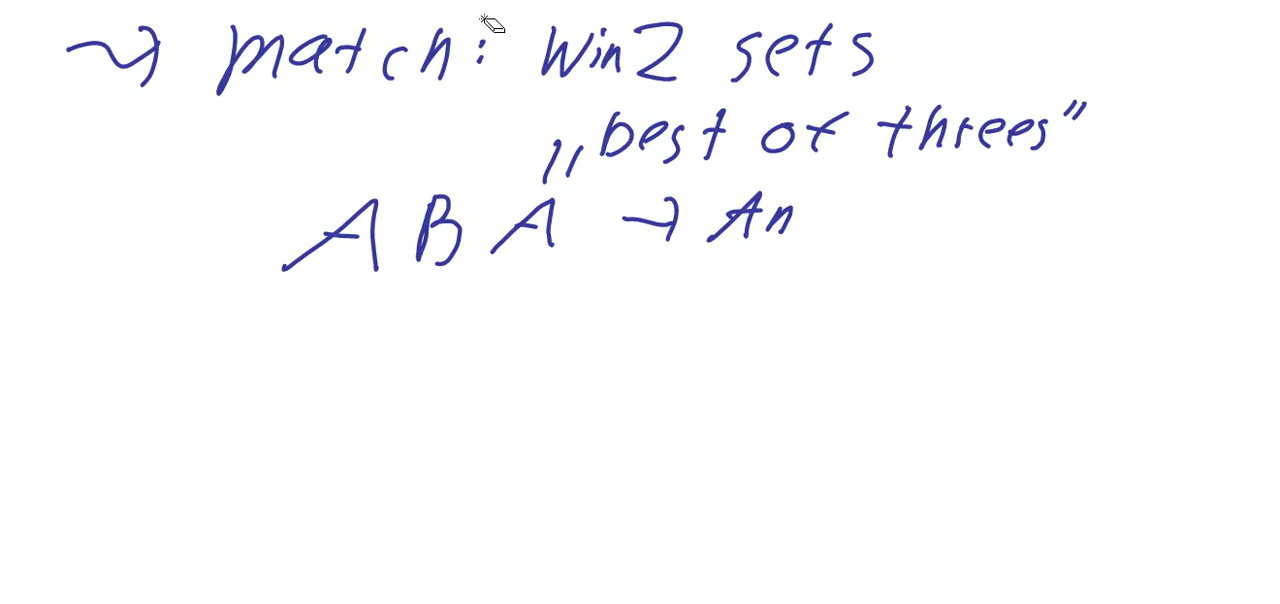 → match: Win 2 sets
„best of threes"
A B A → An